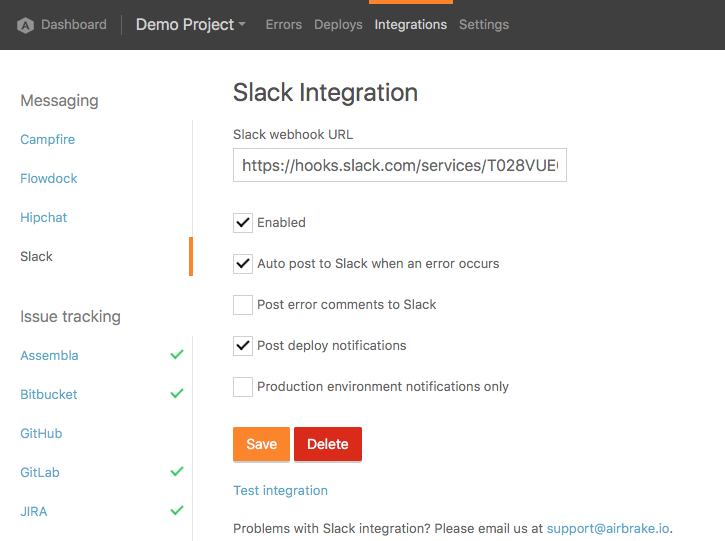 Dashboard Demo Project Errors Deploys Integrations Settings
Messaging
Campfire
Flowdock
Hipchat
Slack
Issue tracking
Assembla
Bitbucket
GitHub
GitLab
JIRA
Slack Integration
Slack webhook URL
https://hooks.slack.com/services/T028VUE
Enabled
Auto post to Slack when an error occurs
Post error comments to Slack
Post deploy notifications
Production environment notifications only
Save Delete
Test integration
Problems with Slack integration? Please email us at support@airbrake.io.